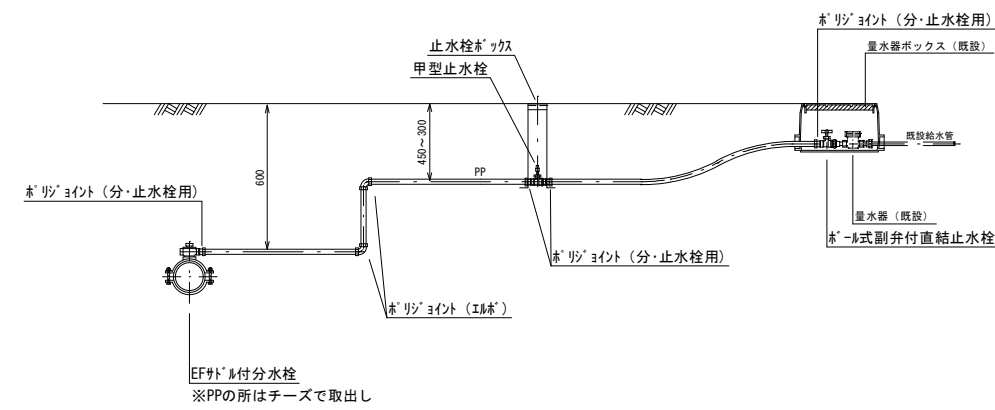 ﾎﾟﾘｼﾞｮｲﾝﾄ（分･止水栓用）
止水栓ﾎﾞｯｸｽ
量水器ボックス（既設）
甲型止水栓
450～300
600
既設給水管
PP
ﾎﾟﾘｼﾞｮｲﾝﾄ（分･止水栓用）
量水器（既設）
ﾎﾞｰﾙ式副弁付直結止水栓
ﾎﾟﾘｼﾞｮｲﾝﾄ（分･止水栓用）
ﾎﾟﾘｼﾞｮｲﾝﾄ（ｴﾙﾎﾞ）
EFｻﾄﾞﾙ付分水栓
※PPの所はチーズで取出し